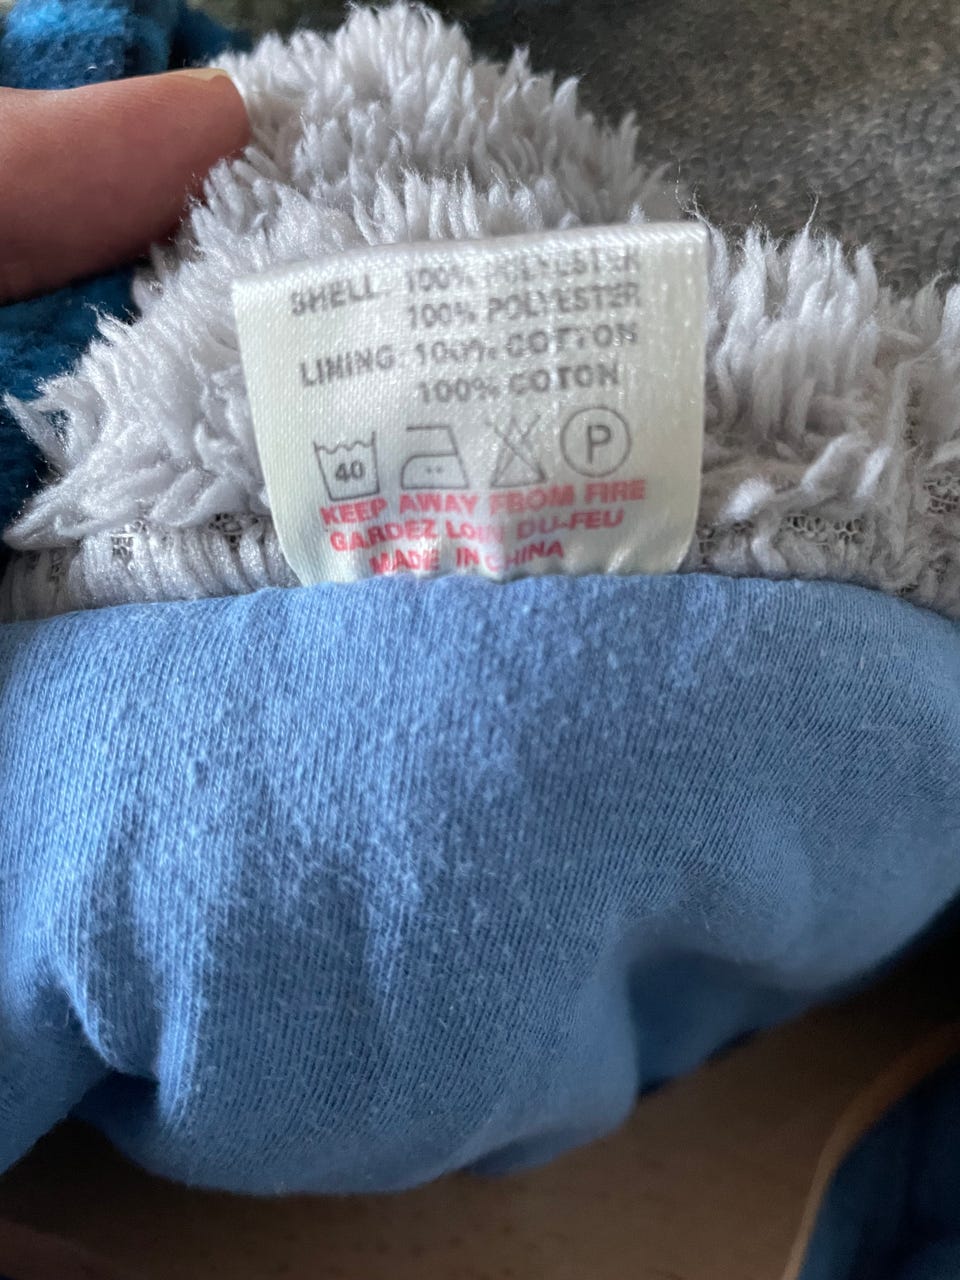 SHELL: 100% POLYESTER
100% POLYESTER
LINING: 100% COTTON
100% COTON
40 P
KEEP AWAY FROM FIRE
GARDEZ LOIN DU-FEU
MADE IN CHINA